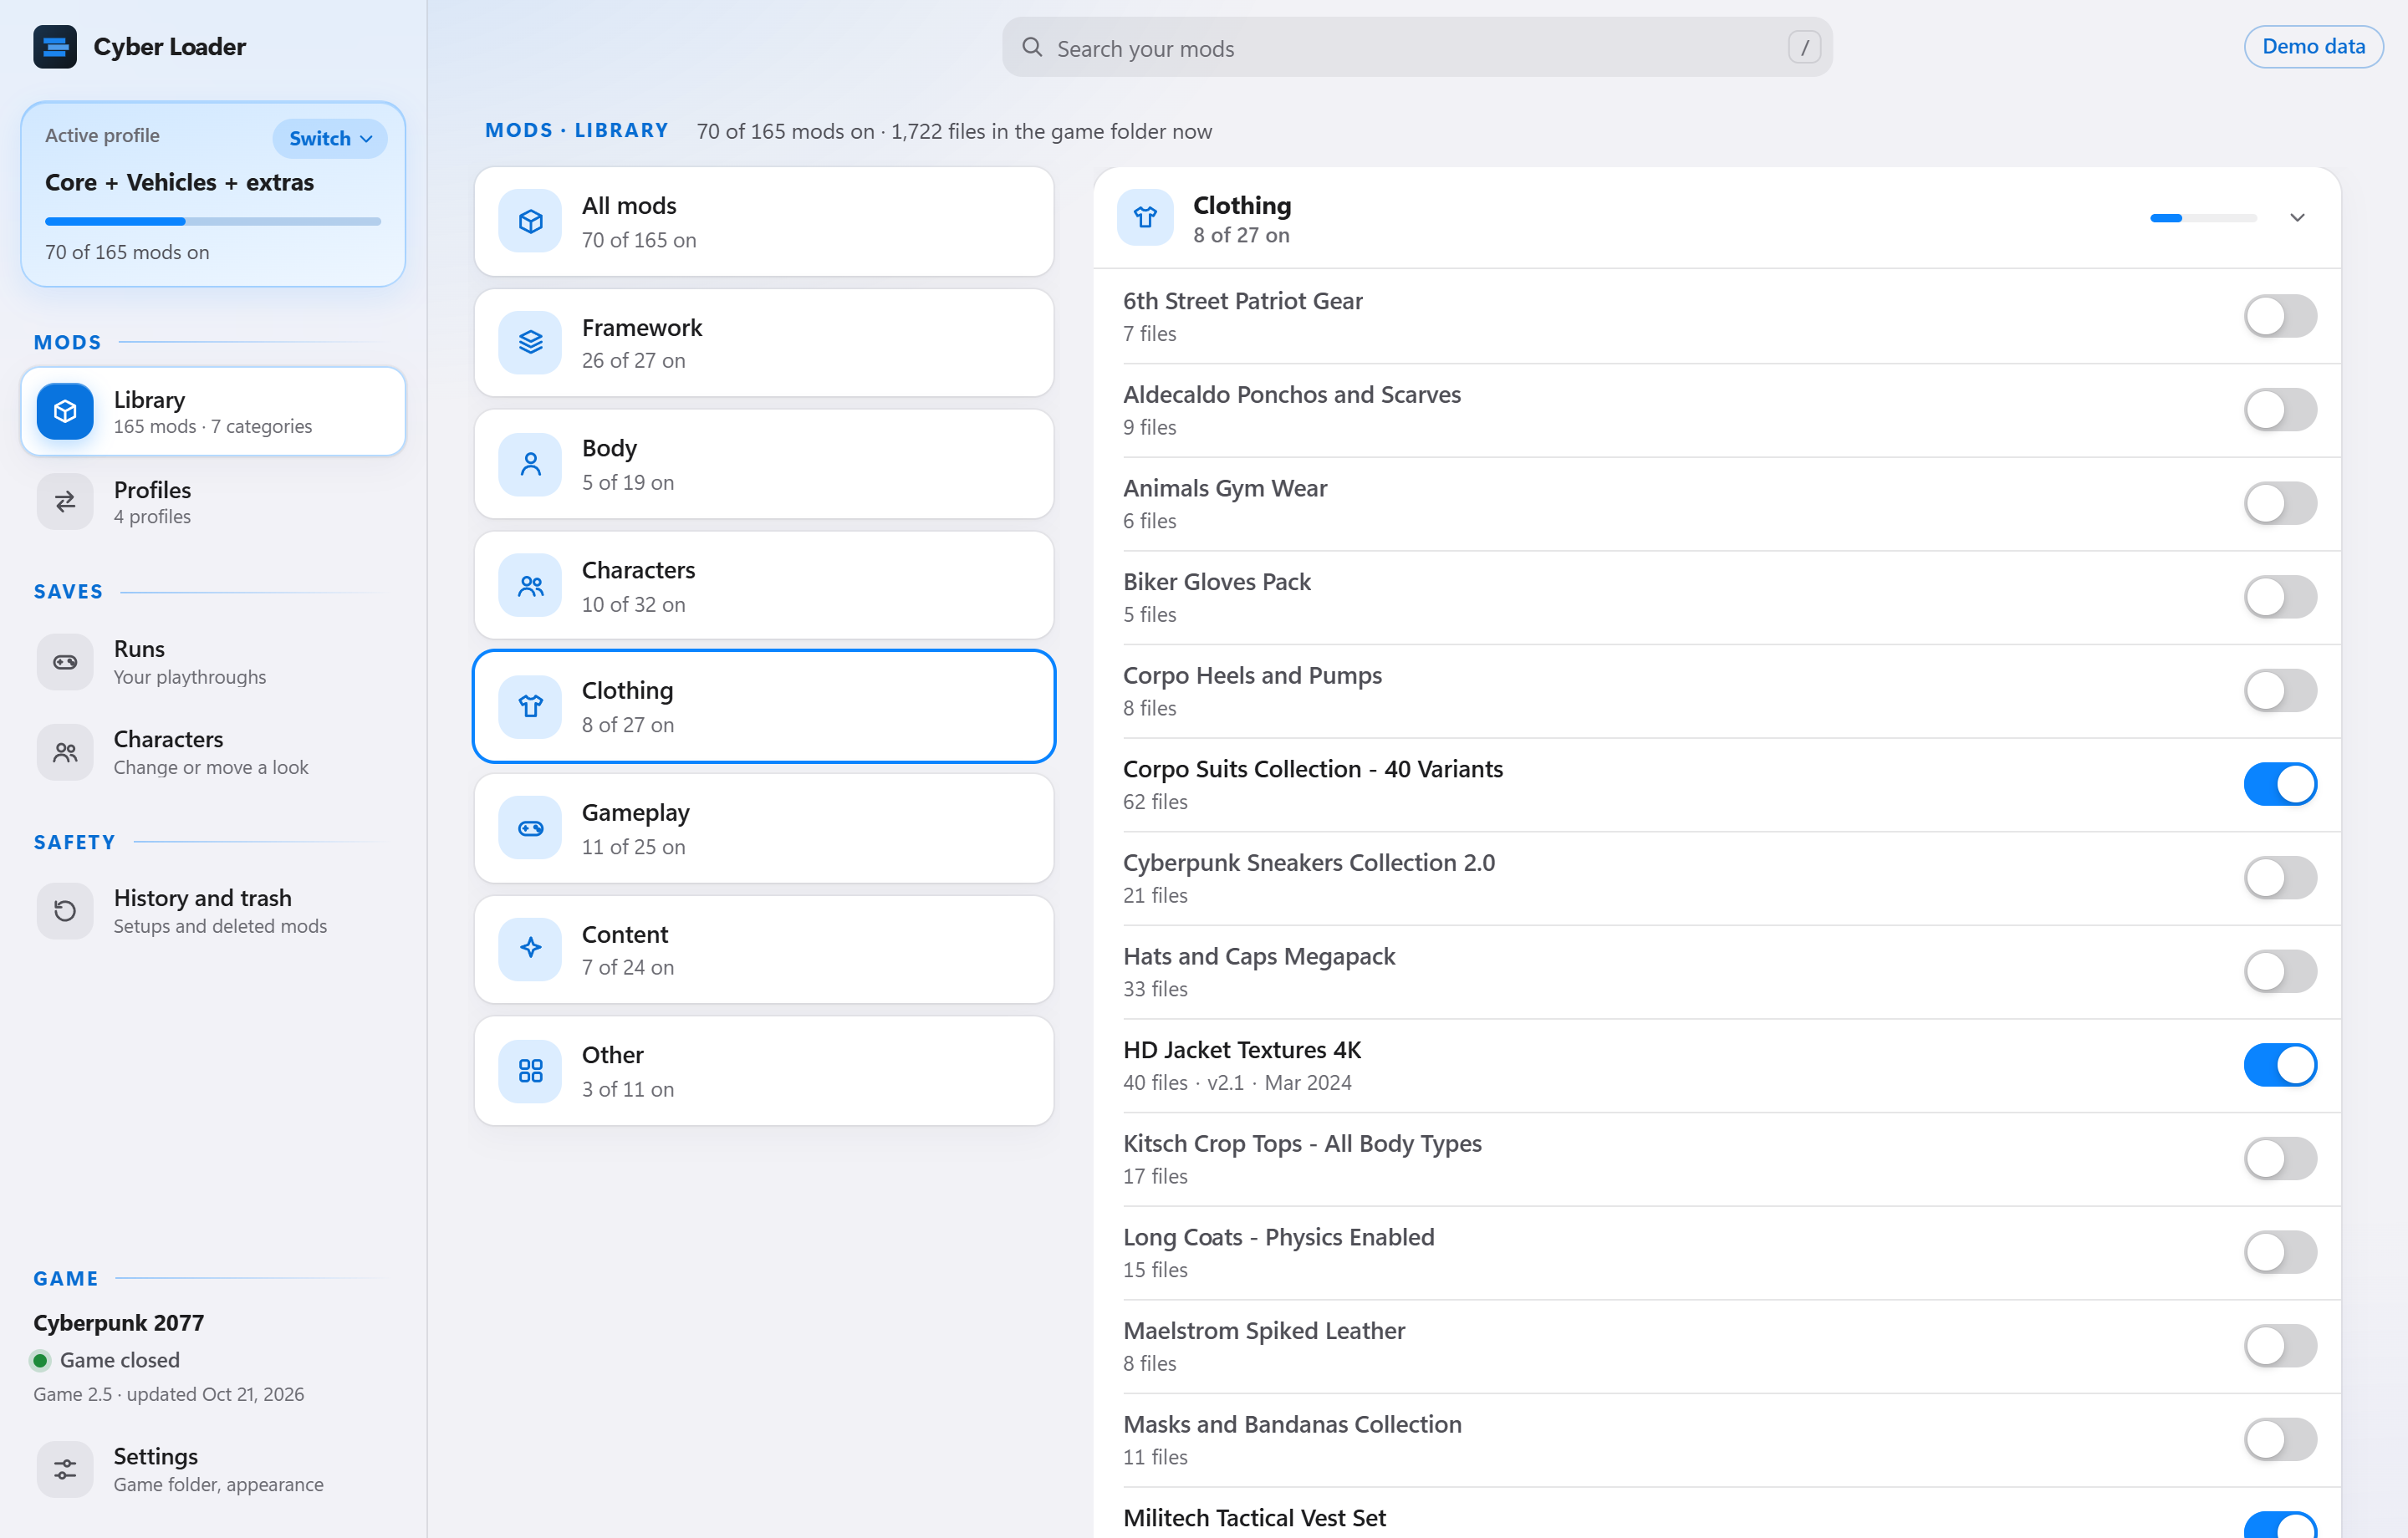 Cyber Loader
Search your mods
/
Demo data
Active profile
Switch
Core + Vehicles + extras
70 of 165 mods on
MODS
Library
165 mods · 7 categories
Profiles
4 profiles
SAVES
Runs
Your playthroughs
Characters
Change or move a look
SAFETY
History and trash
Setups and deleted mods
GAME
Cyberpunk 2077
Game closed
Game 2.5 · updated Oct 21, 2026
Settings
Game folder, appearance
MODS · LIBRARY 70 of 165 mods on · 1,722 files in the game folder now
All mods
70 of 165 on
Framework
26 of 27 on
Body
5 of 19 on
Characters
10 of 32 on
Clothing
8 of 27 on
Gameplay
11 of 25 on
Content
7 of 24 on
Other
3 of 11 on
Clothing
8 of 27 on
6th Street Patriot Gear
7 files
Aldecaldo Ponchos and Scarves
9 files
Animals Gym Wear
6 files
Biker Gloves Pack
5 files
Corpo Heels and Pumps
8 files
Corpo Suits Collection - 40 Variants
62 files
Cyberpunk Sneakers Collection 2.0
21 files
Hats and Caps Megapack
33 files
HD Jacket Textures 4K
40 files · v2.1 · Mar 2024
Kitsch Crop Tops - All Body Types
17 files
Long Coats - Physics Enabled
15 files
Maelstrom Spiked Leather
8 files
Masks and Bandanas Collection
11 files
Militech Tactical Vest Set